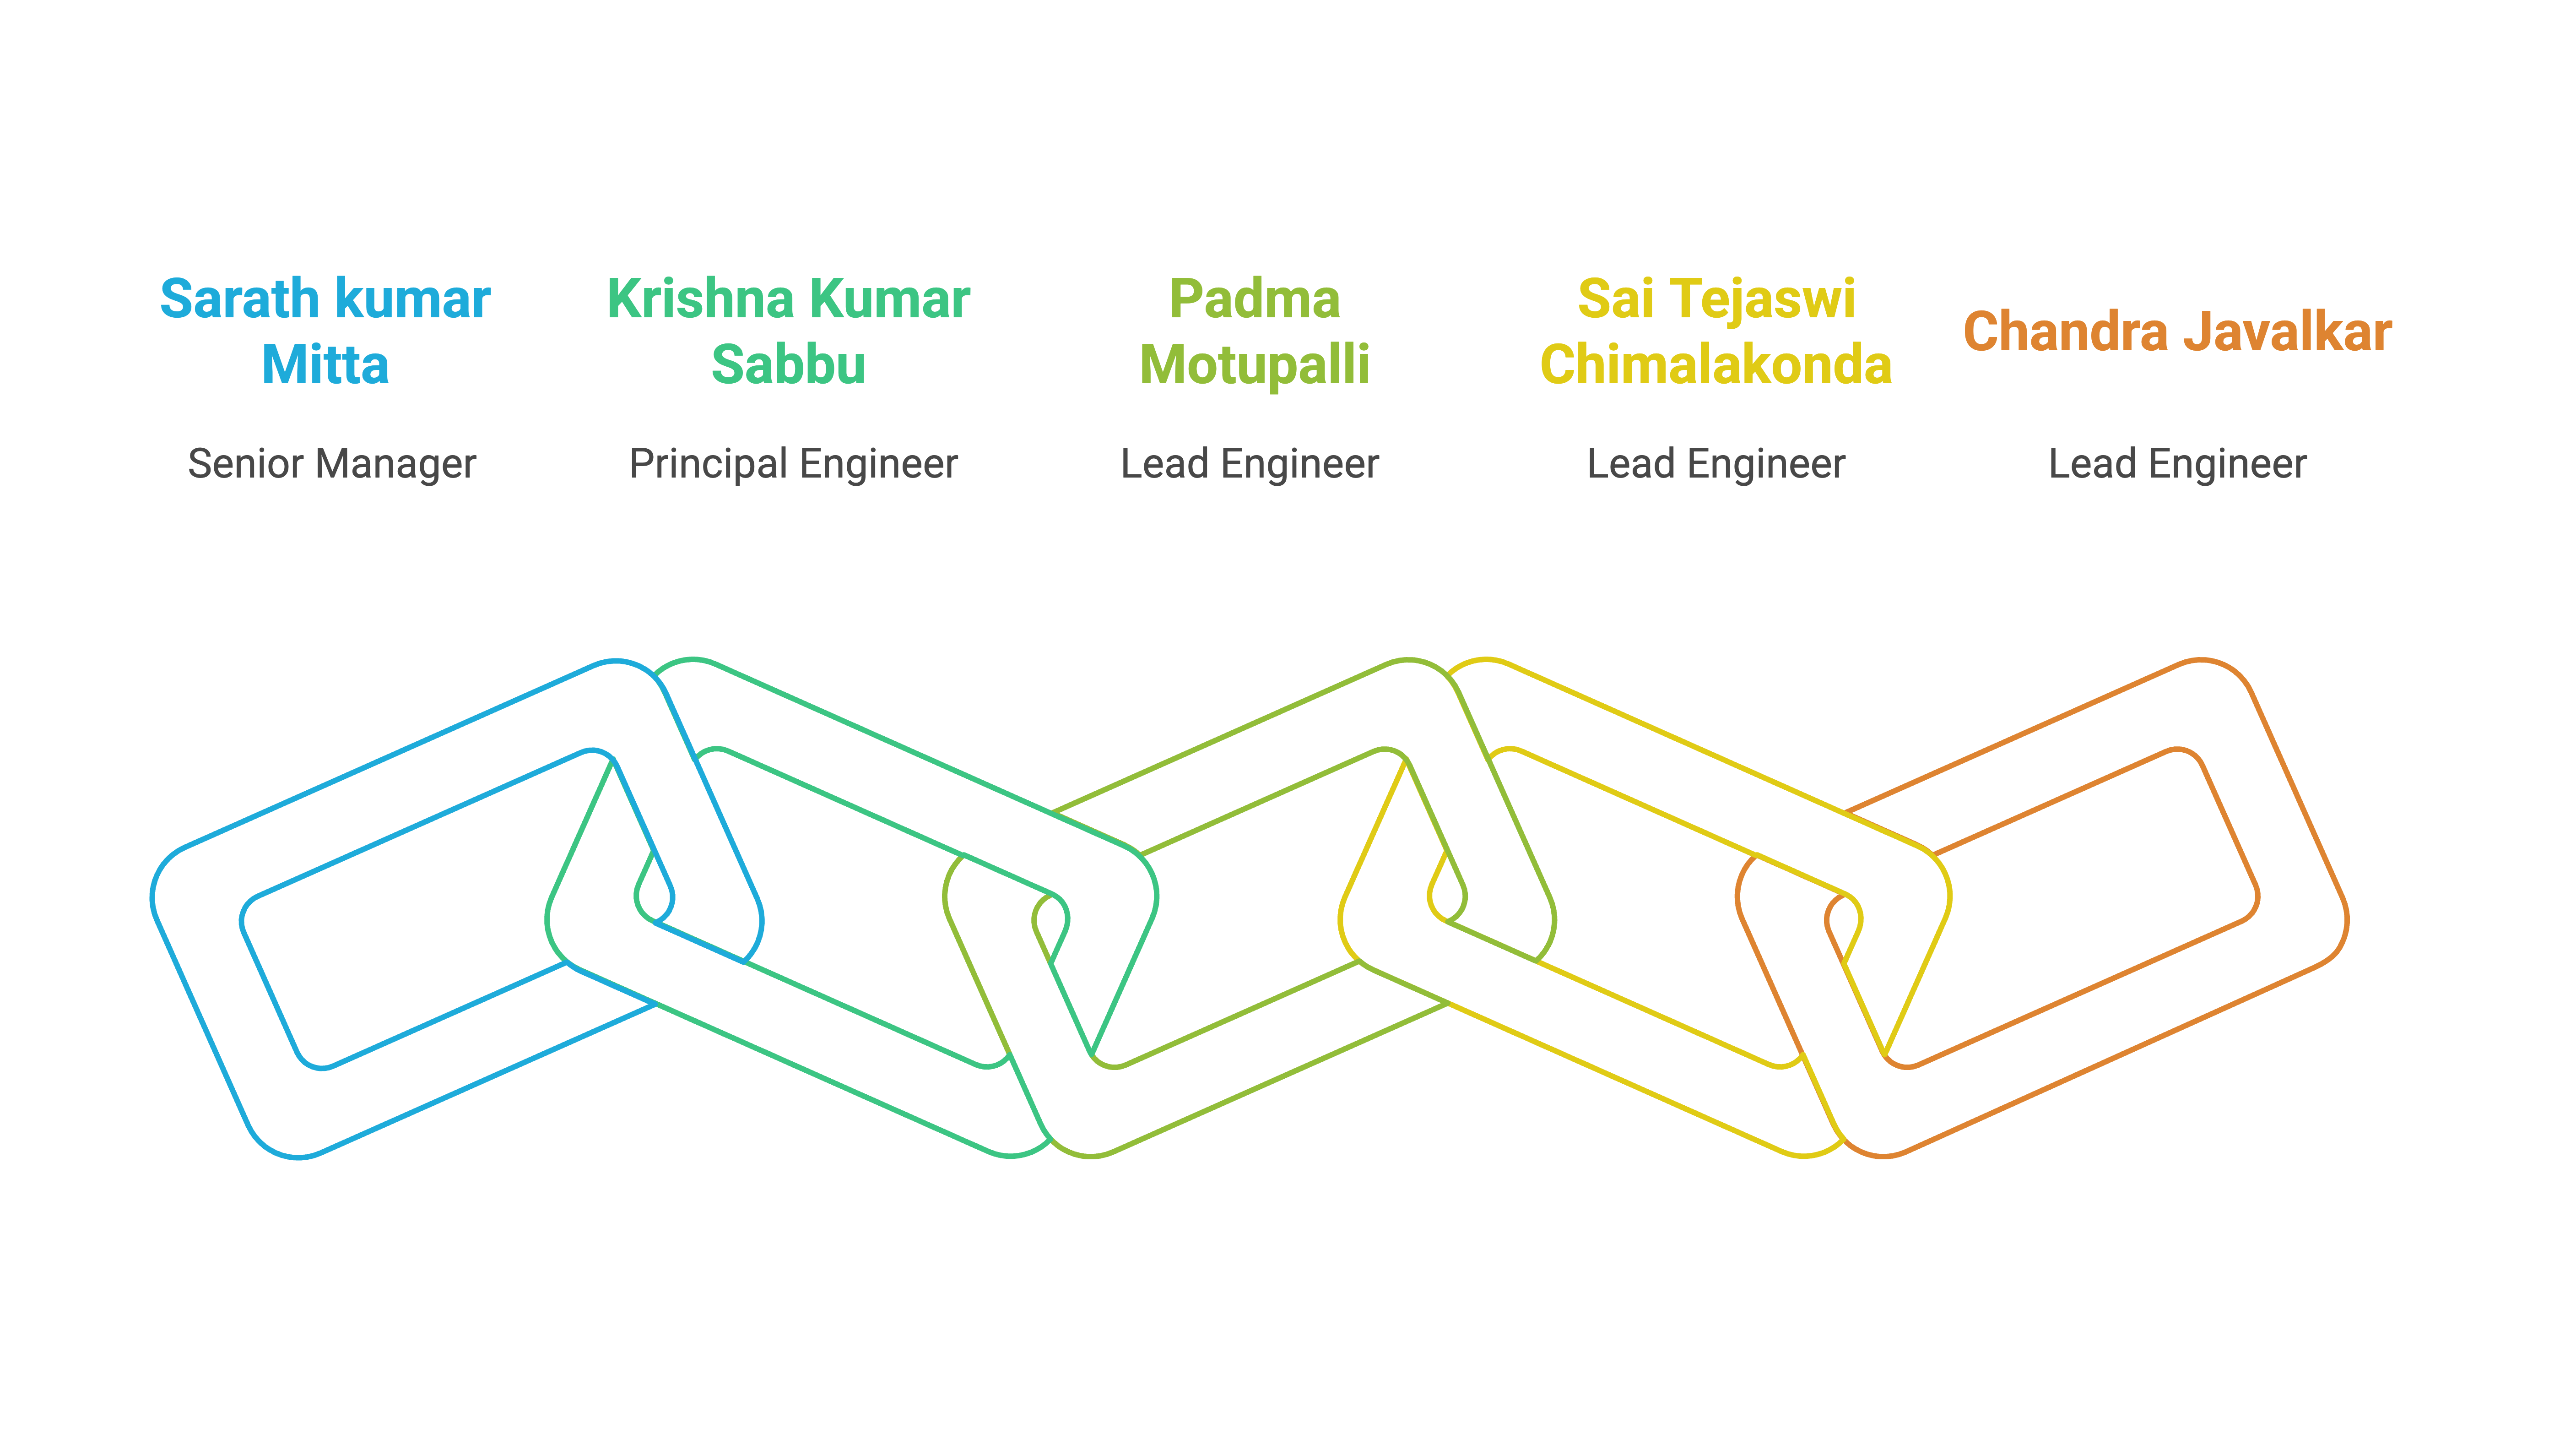 Sarath kumar
Mitta
Senior Manager
Krishna Kumar
Sabbu
Principal Engineer
Padma
Motupalli
Lead Engineer
Sai Tejaswi
Chimalakonda
Lead Engineer
Chandra Javalkar
Lead Engineer